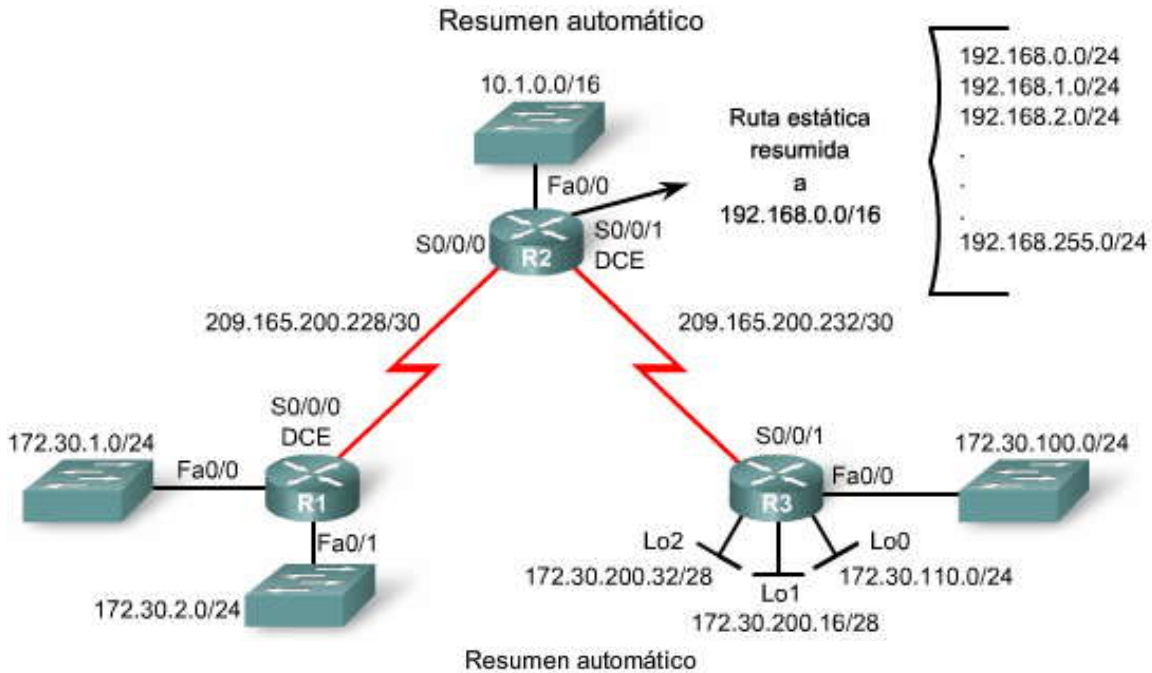 Resumen automático
192.168.0.0/24
192.168.1.0/24
192.168.2.0/24
.
.
.
192.168.255.0/24
10.1.0.0/16
Ruta estática
resumida
a
192.168.0.0/16
Fa0/0
S0/0/0
R2
S0/0/1
DCE
209.165.200.228/30
209.165.200.232/30
S0/0/0
DCE
172.30.1.0/24
Fa0/0
R1
Fa0/1
172.30.2.0/24
S0/0/1
172.30.100.0/24
Fa0/0
R3
Lo2
Lo0
172.30.200.32/28
172.30.110.0/24
Lo1
172.30.200.16/28
Resumen automático